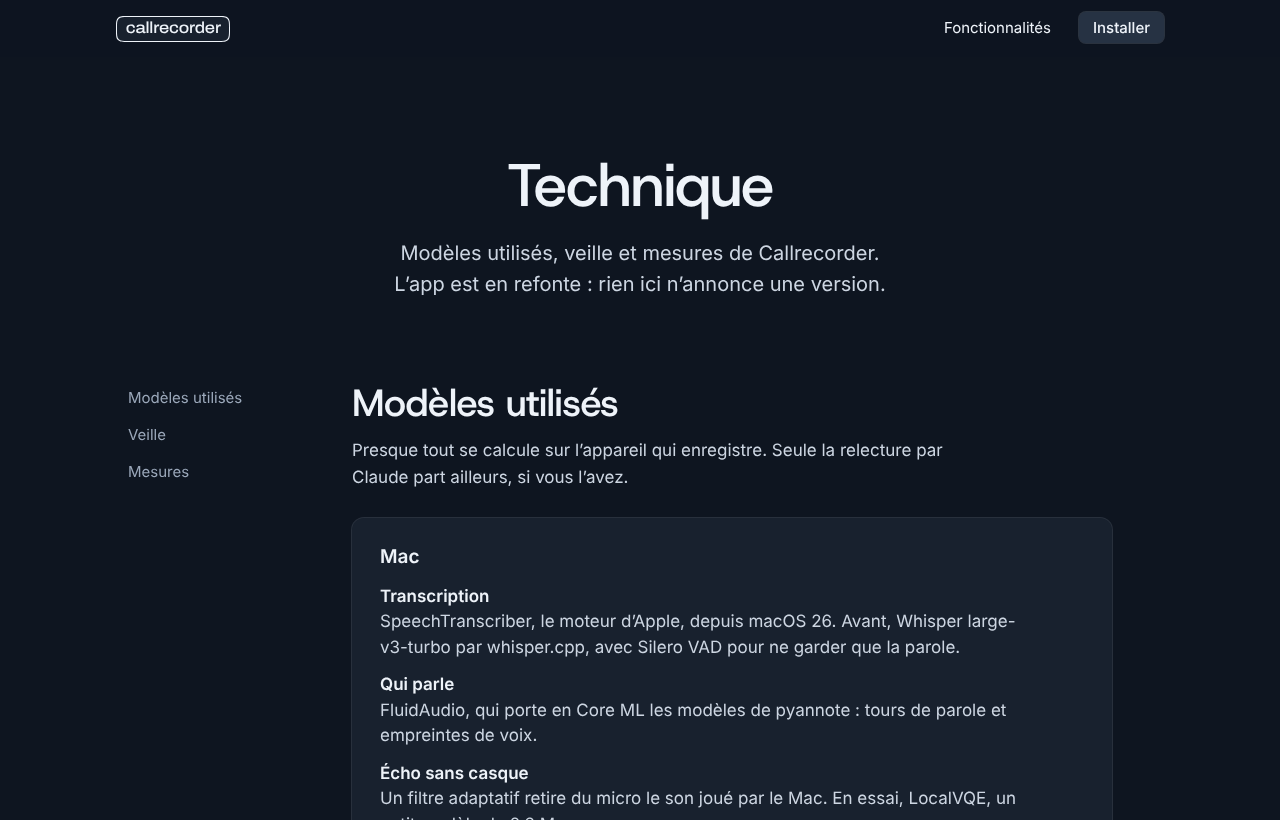 callrecorder
Fonctionnalités
Installer
Technique
Modèles utilisés, veille et mesures de Callrecorder.
L’app est en refonte : rien ici n’annonce une version.
Modèles utilisés
Veille
Mesures
Modèles utilisés
Presque tout se calcule sur l’appareil qui enregistre. Seule la relecture par
Claude part ailleurs, si vous l’avez.
Mac
Transcription
SpeechTranscriber, le moteur d’Apple, depuis macOS 26. Avant, Whisper large-
v3-turbo par whisper.cpp, avec Silero VAD pour ne garder que la parole.
Qui parle
FluidAudio, qui porte en Core ML les modèles de pyannote : tours de parole et
empreintes de voix.
Écho sans casque
Un filtre adaptatif retire du micro le son joué par le Mac. En essai, LocalVQE, un